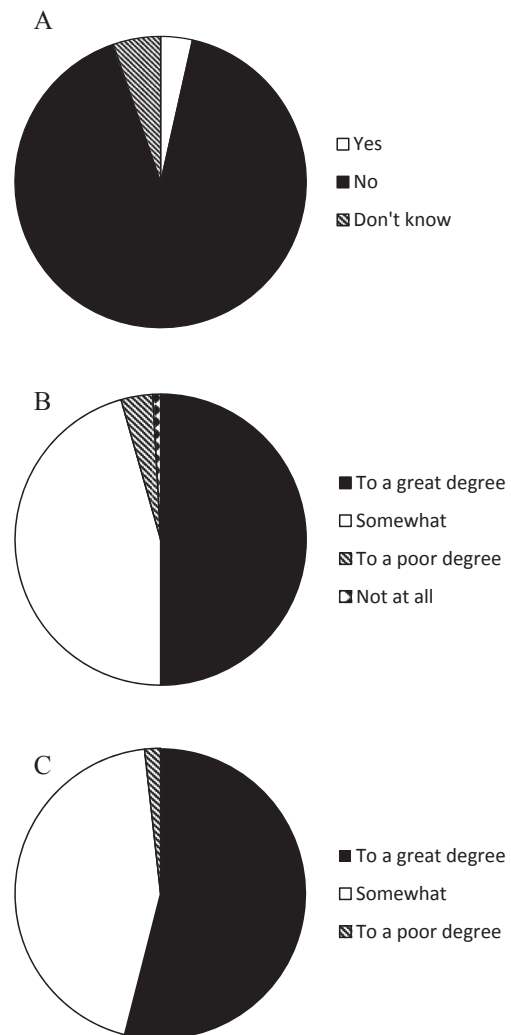 A
Yes
No
Don't know
B
To a great degree
Somewhat
To a poor degree
Not at all
C
To a great degree
Somewhat
To a poor degree